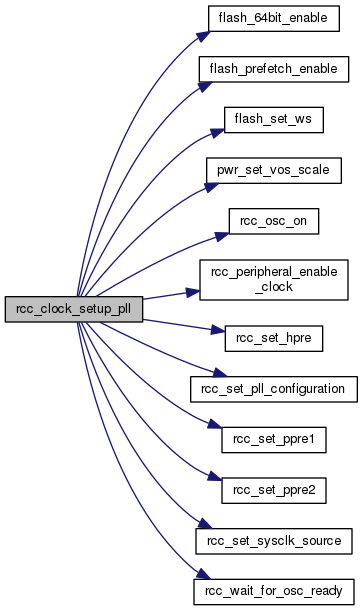 flash_64bit_enable
flash_prefetch_enable
flash_set_ws
pwr_set_vos_scale
rcc_osc_on
rcc_peripheral_enable
_clock
rcc_clock_setup_pll
rcc_set_hpre
rcc_set_pll_configuration
rcc_set_ppre1
rcc_set_ppre2
rcc_set_sysclk_source
rcc_wait_for_osc_ready